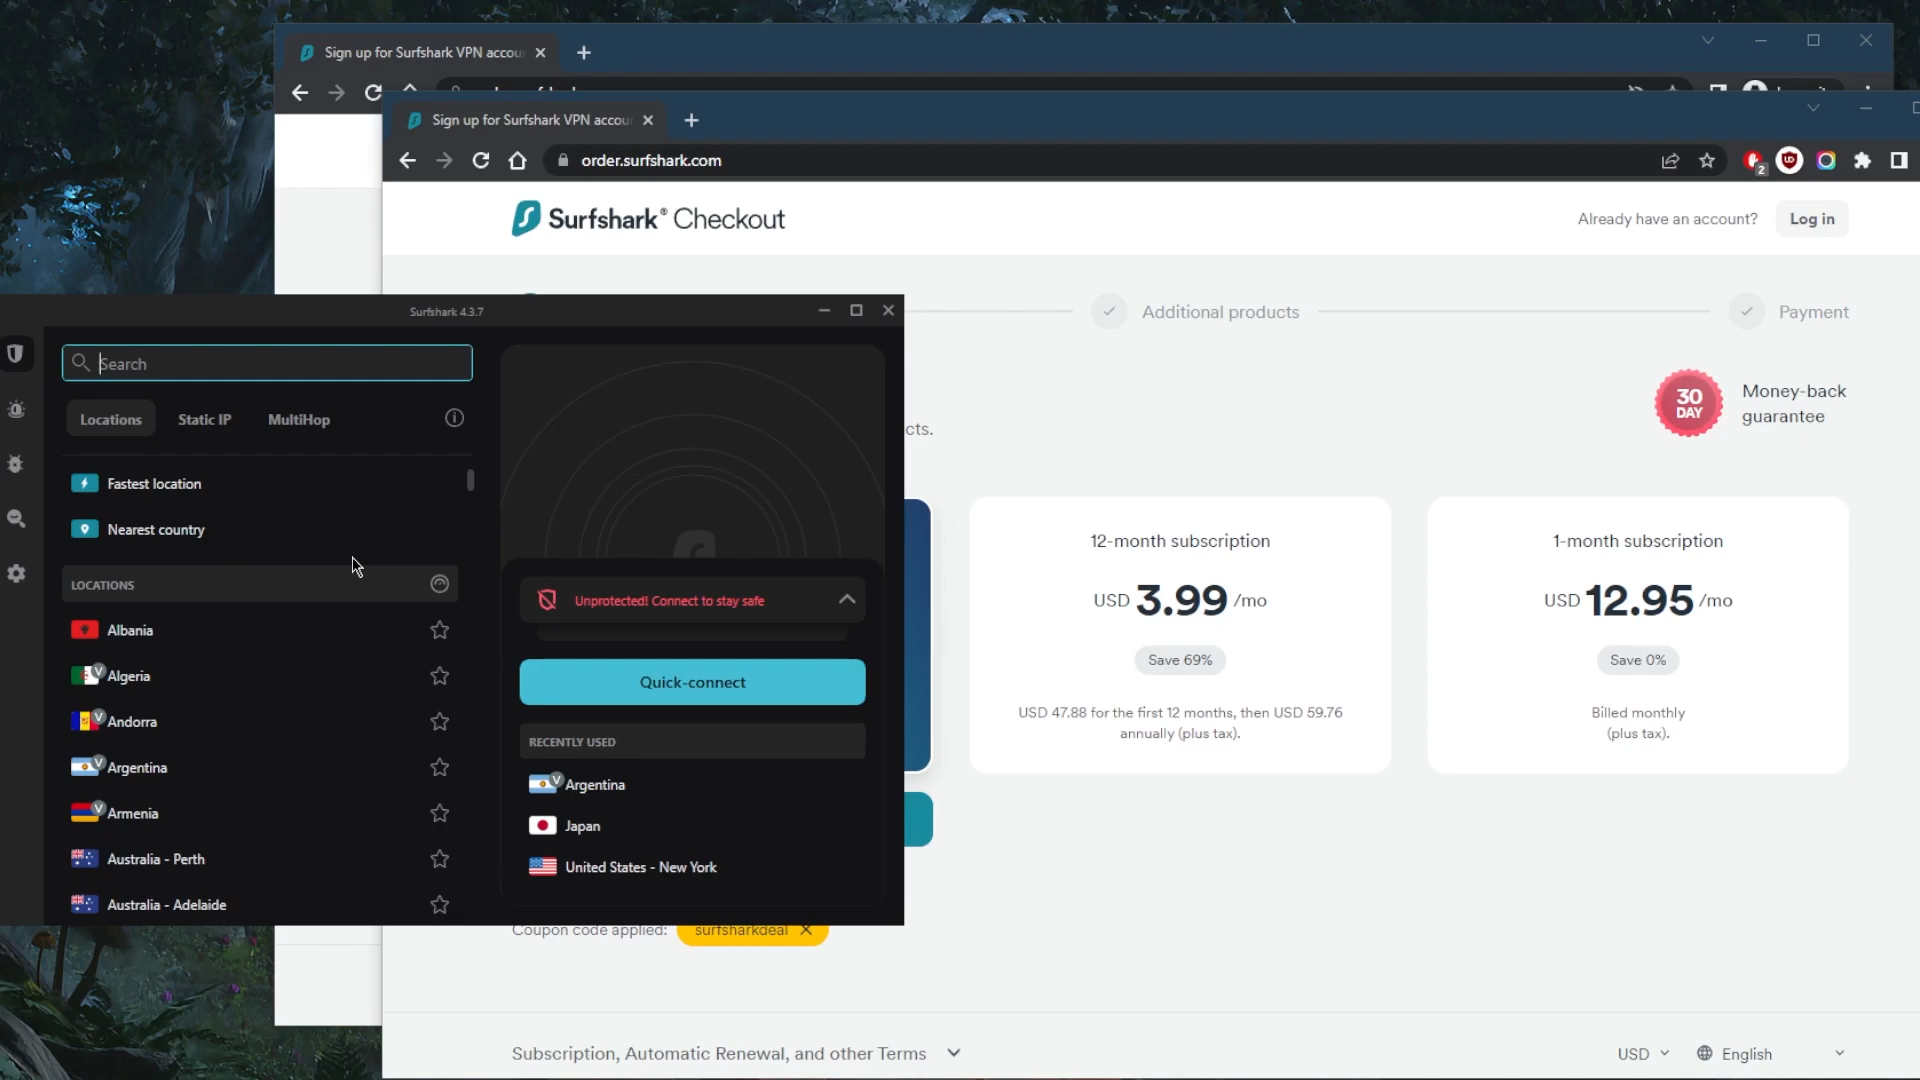 Sign up for Surfshark VPN accou
Sign up for Surfshark VPN accou
order.surfshark.com
2
Surfshark® Checkout
Already have an account?
Log in
Additional products
Payment
30
DAY
Money-back
guarantee
cts.
12-month subscription
USD 3.99 /mo
Save 69%
USD 47.88 for the first 12 months, then USD 59.76
annually (plus tax).
1-month subscription
USD 12.95 /mo
Save 0%
Billed monthly
(plus tax).
Surfshark 4.3.7
Search
Locations
Static IP
MultiHop
Fastest location
Nearest country
LOCATIONS
Albania
V Algeria
V Andorra
V Argentina
V Armenia
Australia - Perth
Australia - Adelaide
Unprotected! Connect to stay safe
Quick-connect
RECENTLY USED
V Argentina
Japan
United States - New York
Coupon code applied:
surfsharkdeal
Subscription, Automatic Renewal, and other Terms
USD
English